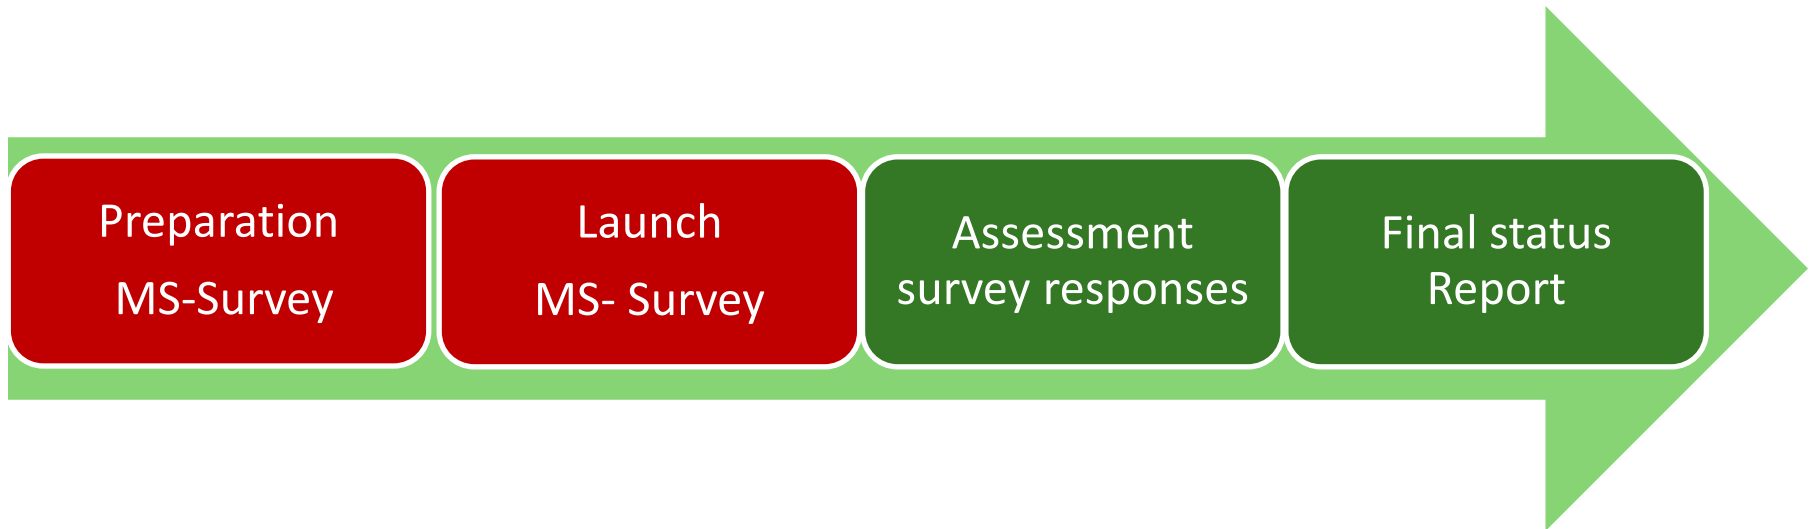 Preparation
MS-Survey
Launch
MS- Survey
Assessment
survey responses
Final status
Report